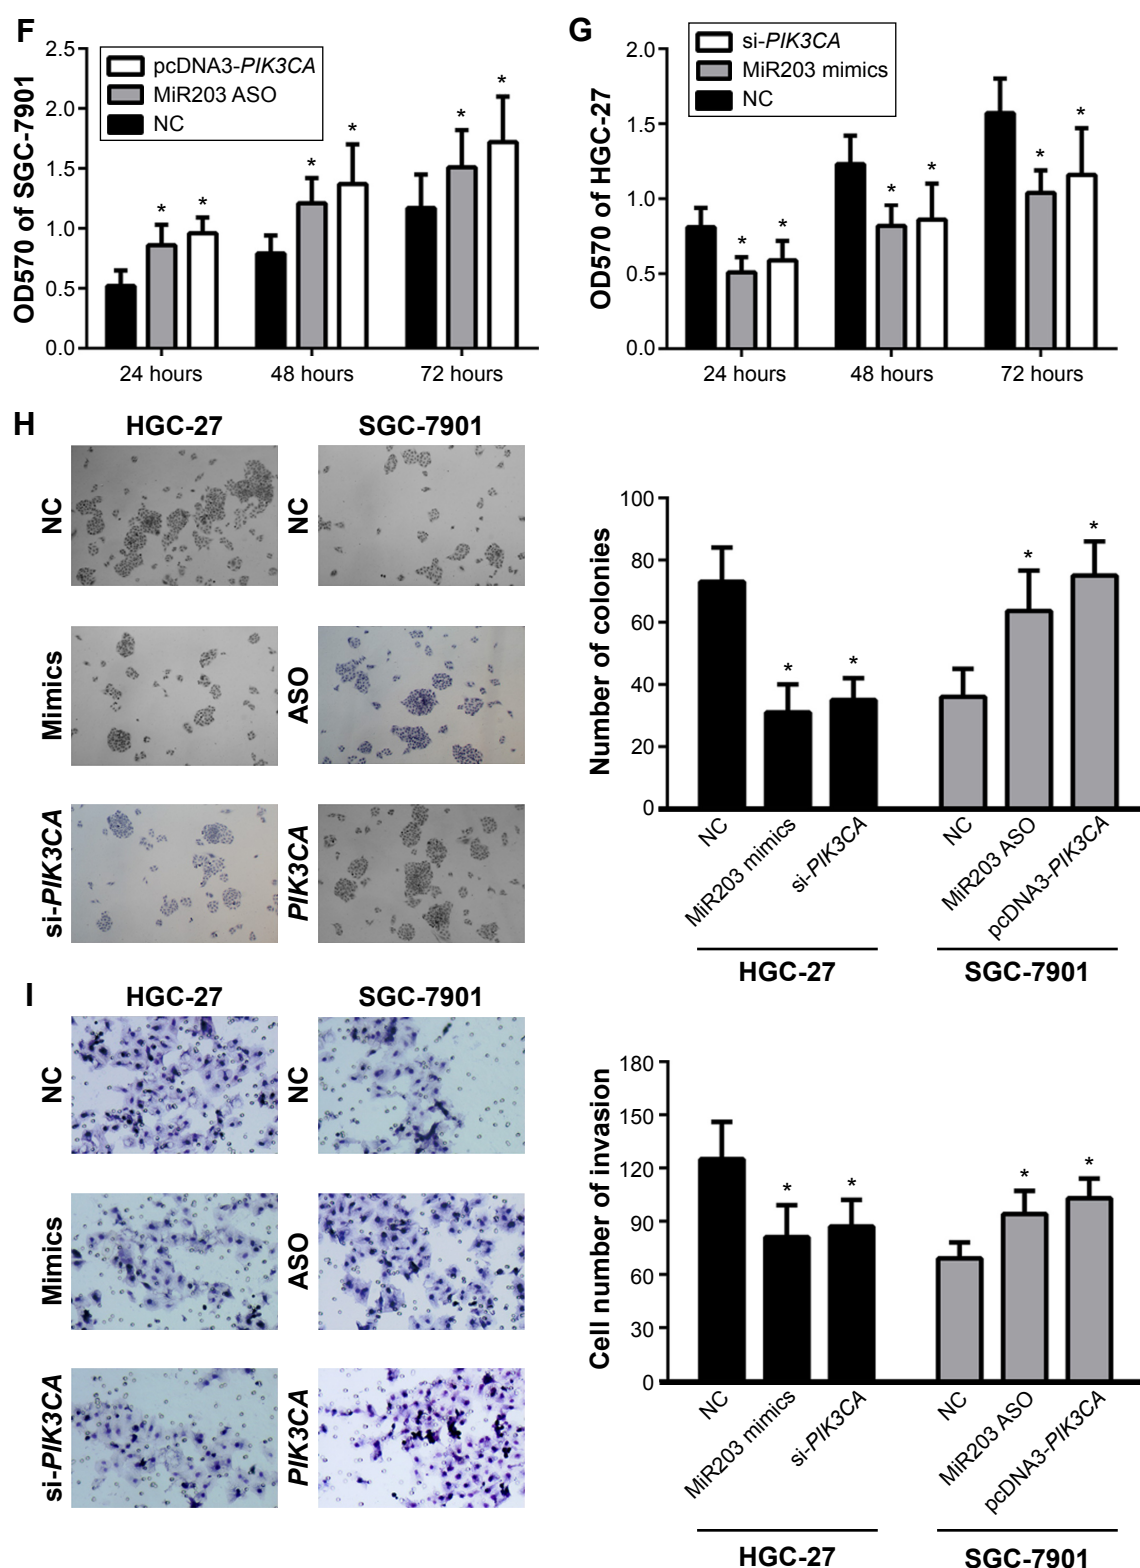 F
OD570 of SGC-7901
2.5
2.0
1.5
1.0
0.5
0.0
pcDNA3-PIK3CA
MiR203 ASO
NC
* * * * * *
24 hours 48 hours 72 hours
G
OD570 of HGC-27
2.0
1.5
1.0
0.5
0.0
si-PIK3CA
MiR203 mimics
NC
* * * * * *
24 hours 48 hours 72 hours
H
HGC-27 SGC-7901
NC NC
Mimics ASO
si-PIK3CA PIK3CA
Number of colonies
100
80
60
40
20
0
* * * *
NC MiR203 mimics si-PIK3CA NC MiR203 ASO pcDNA3-PIK3CA
HGC-27 SGC-7901
I
HGC-27 SGC-7901
NC NC
Mimics ASO
si-PIK3CA PIK3CA
Cell number of invasion
180
150
120
90
60
30
0
* * * *
NC MiR203 mimics si-PIK3CA NC MiR203 ASO pcDNA3-PIK3CA
HGC-27 SGC-7901